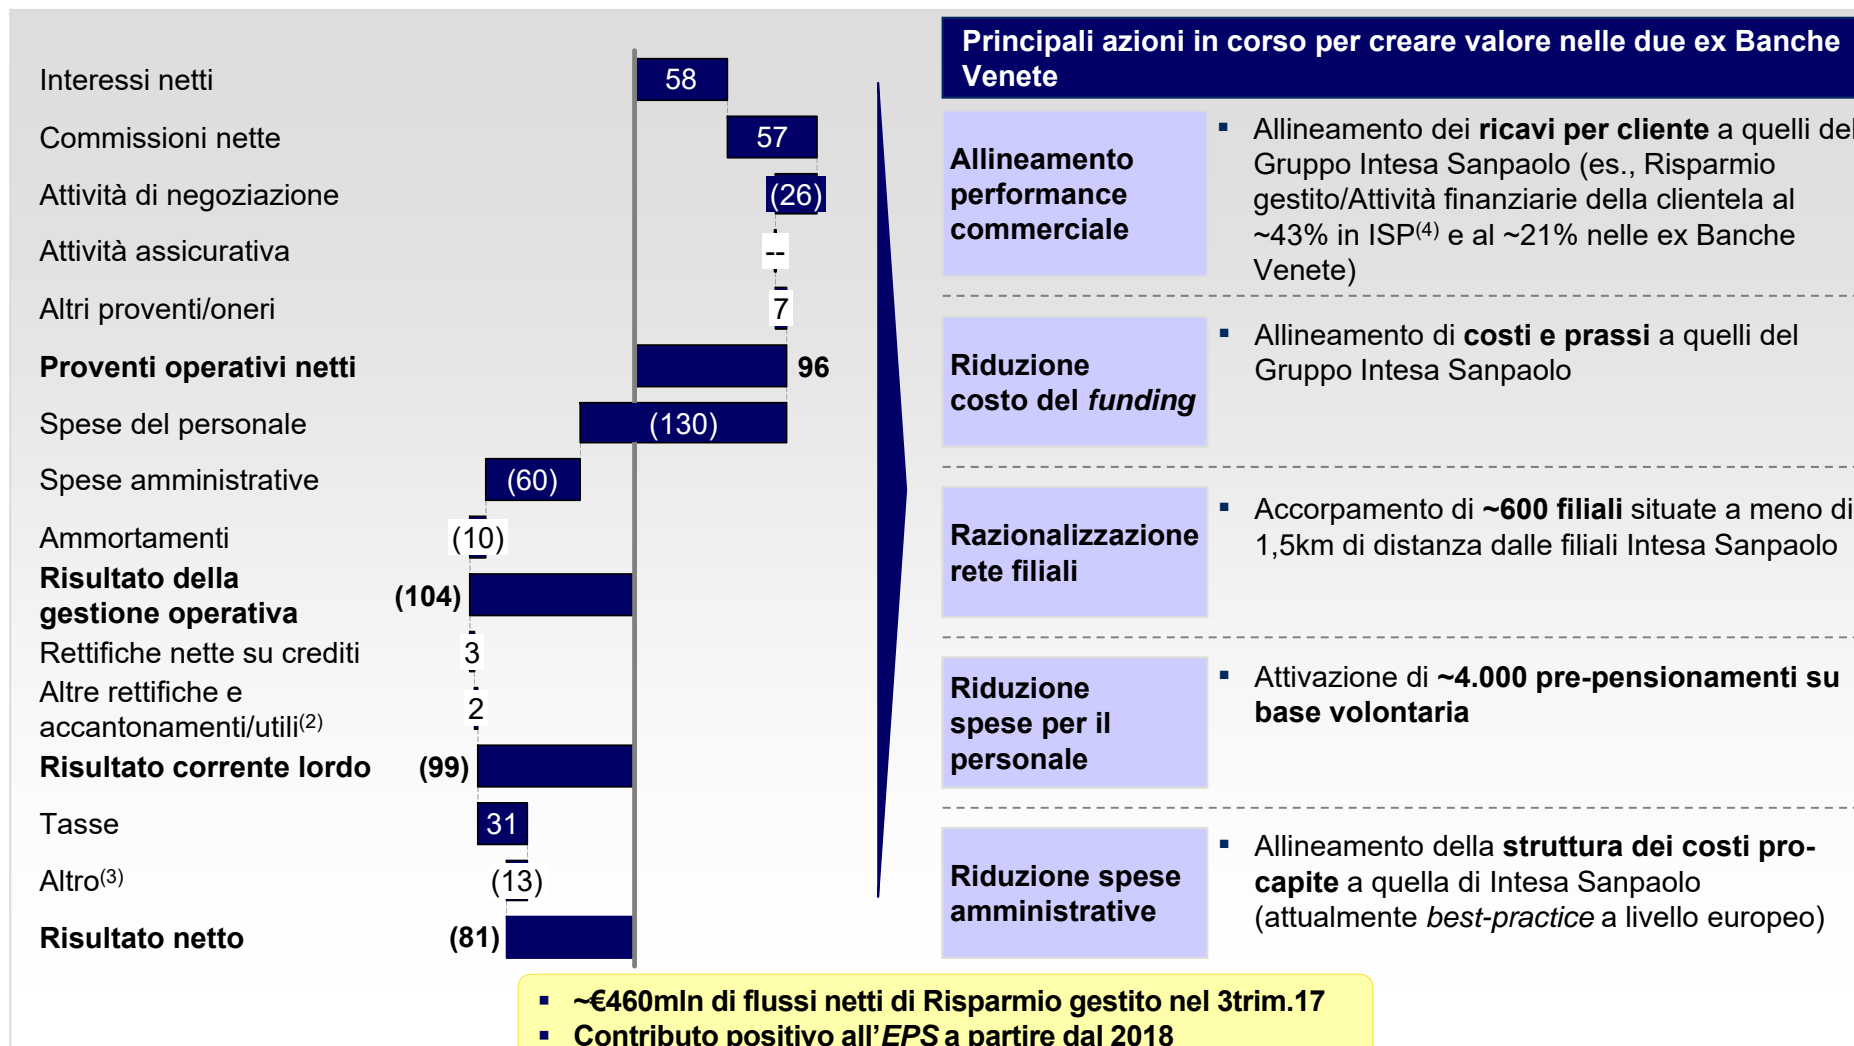 Interessi netti
58
Commissioni nette
57
Attività di negoziazione
(26)
Attività assicurativa
--
Altri proventi/oneri
7
Proventi operativi netti
96
Spese del personale
(130)
Spese amministrative
(60)
Ammortamenti
(10)
Risultato della
gestione operativa
(104)
Rettifiche nette su crediti
3
Altre rettifiche e
accantonamenti/utili(2)
2
Risultato corrente lordo
(99)
Tasse
31
Altro(3)
(13)
Risultato netto
(81)
Principali azioni in corso per creare valore nelle due ex Banche
Venete
Allineamento
performance
commerciale
▪ Allineamento dei ricavi per cliente a quelli del
Gruppo Intesa Sanpaolo (es., Risparmio
gestito/Attività finanziarie della clientela al
~43% in ISP(4) e al ~21% nelle ex Banche
Venete)
Riduzione
costo del funding
▪ Allineamento di costi e prassi a quelli del
Gruppo Intesa Sanpaolo
Razionalizzazione
rete filiali
▪ Accorpamento di ~600 filiali situate a meno di
1,5km di distanza dalle filiali Intesa Sanpaolo
Riduzione
spese per il
personale
▪ Attivazione di ~4.000 pre-pensionamenti su
base volontaria
Riduzione spese
amministrative
▪ Allineamento della struttura dei costi pro-
capite a quella di Intesa Sanpaolo
(attualmente best-practice a livello europeo)
▪ ~€460mln di flussi netti di Risparmio gestito nel 3trim.17
▪ Contributo positivo all'EPS a partire dal 2018